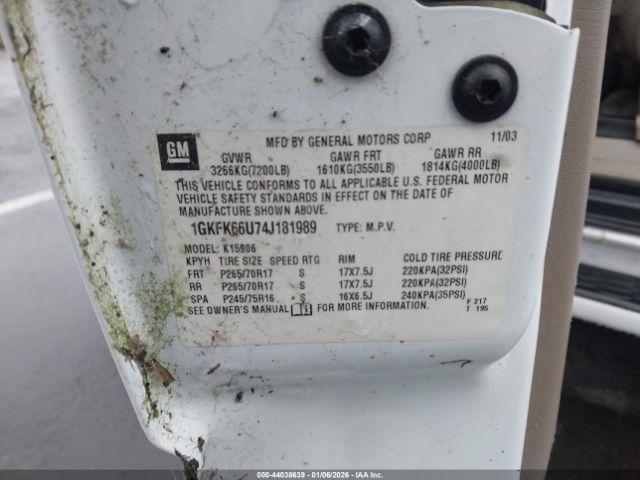 GM
MFD BY GENERAL MOTORS CORP 11/03
GVWR GAWR FRT GAWR RR
3266KG(7200LB) 1610KG(3550LB) 1814KG(4000LB)
THIS VEHICLE CONFORMS TO ALL APPLICABLE U.S. FEDERAL MOTOR
VEHICLE SAFETY STANDARDS IN EFFECT ON THE DATE OF
MANUFACTURE SHOWN ABOVE.
1GKFK66U74J181989 TYPE: M.P.V.
MODEL: K15906
KPYH TIRE SIZE SPEED RTG RIM COLD TIRE PRESSURE
FRT P265/70R17 S 17X7.5J 220KPA(32PSI)
RR P265/70R17 S 17X7.5J 220KPA(32PSI)
SPA P245/75R16 S 16X6.5J 240KPA(35PSI) F 217
SEE OWNER'S MANUAL FOR MORE INFORMATION. T 195
000-44038639 - 01/06/2026 - IAAI.COM